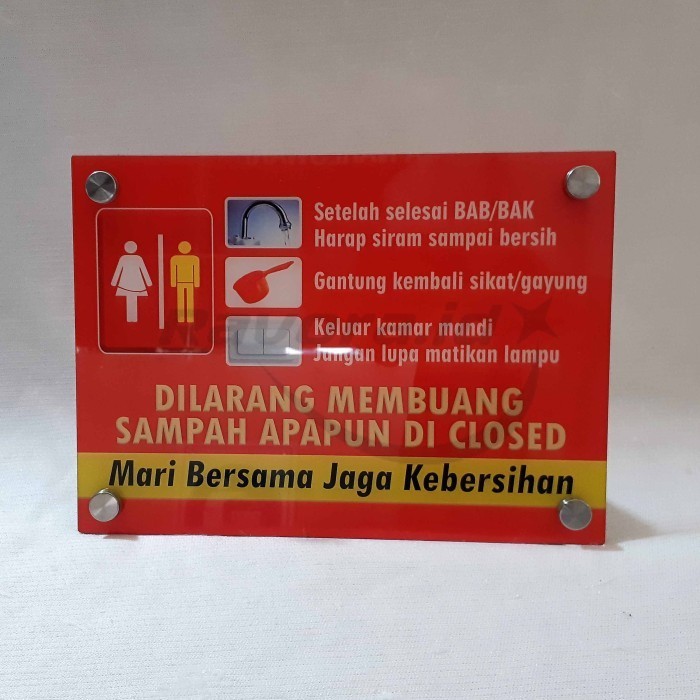 Setelah selesai BAB/BAK
Harap siram sampai bersih
Gantung kembali sikat/gayung
Keluar kamar mandi
Jangan lupa matikan lampu
DILARANG MEMBUANG
SAMPAH APAPUN DI CLOSED
Mari Bersama Jaga Kebersihan